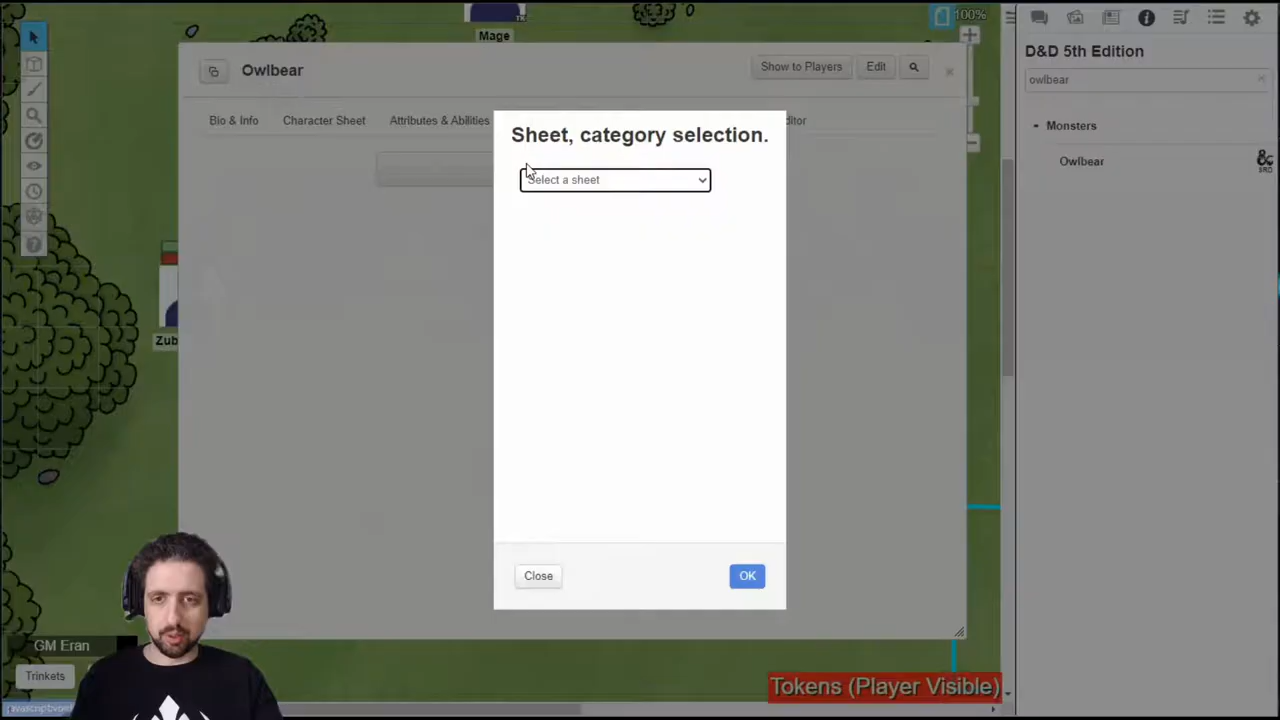 Mage
100%
Owlbear
Show to Players
Edit
Bio & Info
Character Sheet
Attributes & Abilities
Sheet, category selection.
Select a sheet
Close
OK
D&D 5th Edition
owlbear
Monsters
Owlbear
SRD
Zub
GM Eran
Trinkets
Tokens (Player Visible)